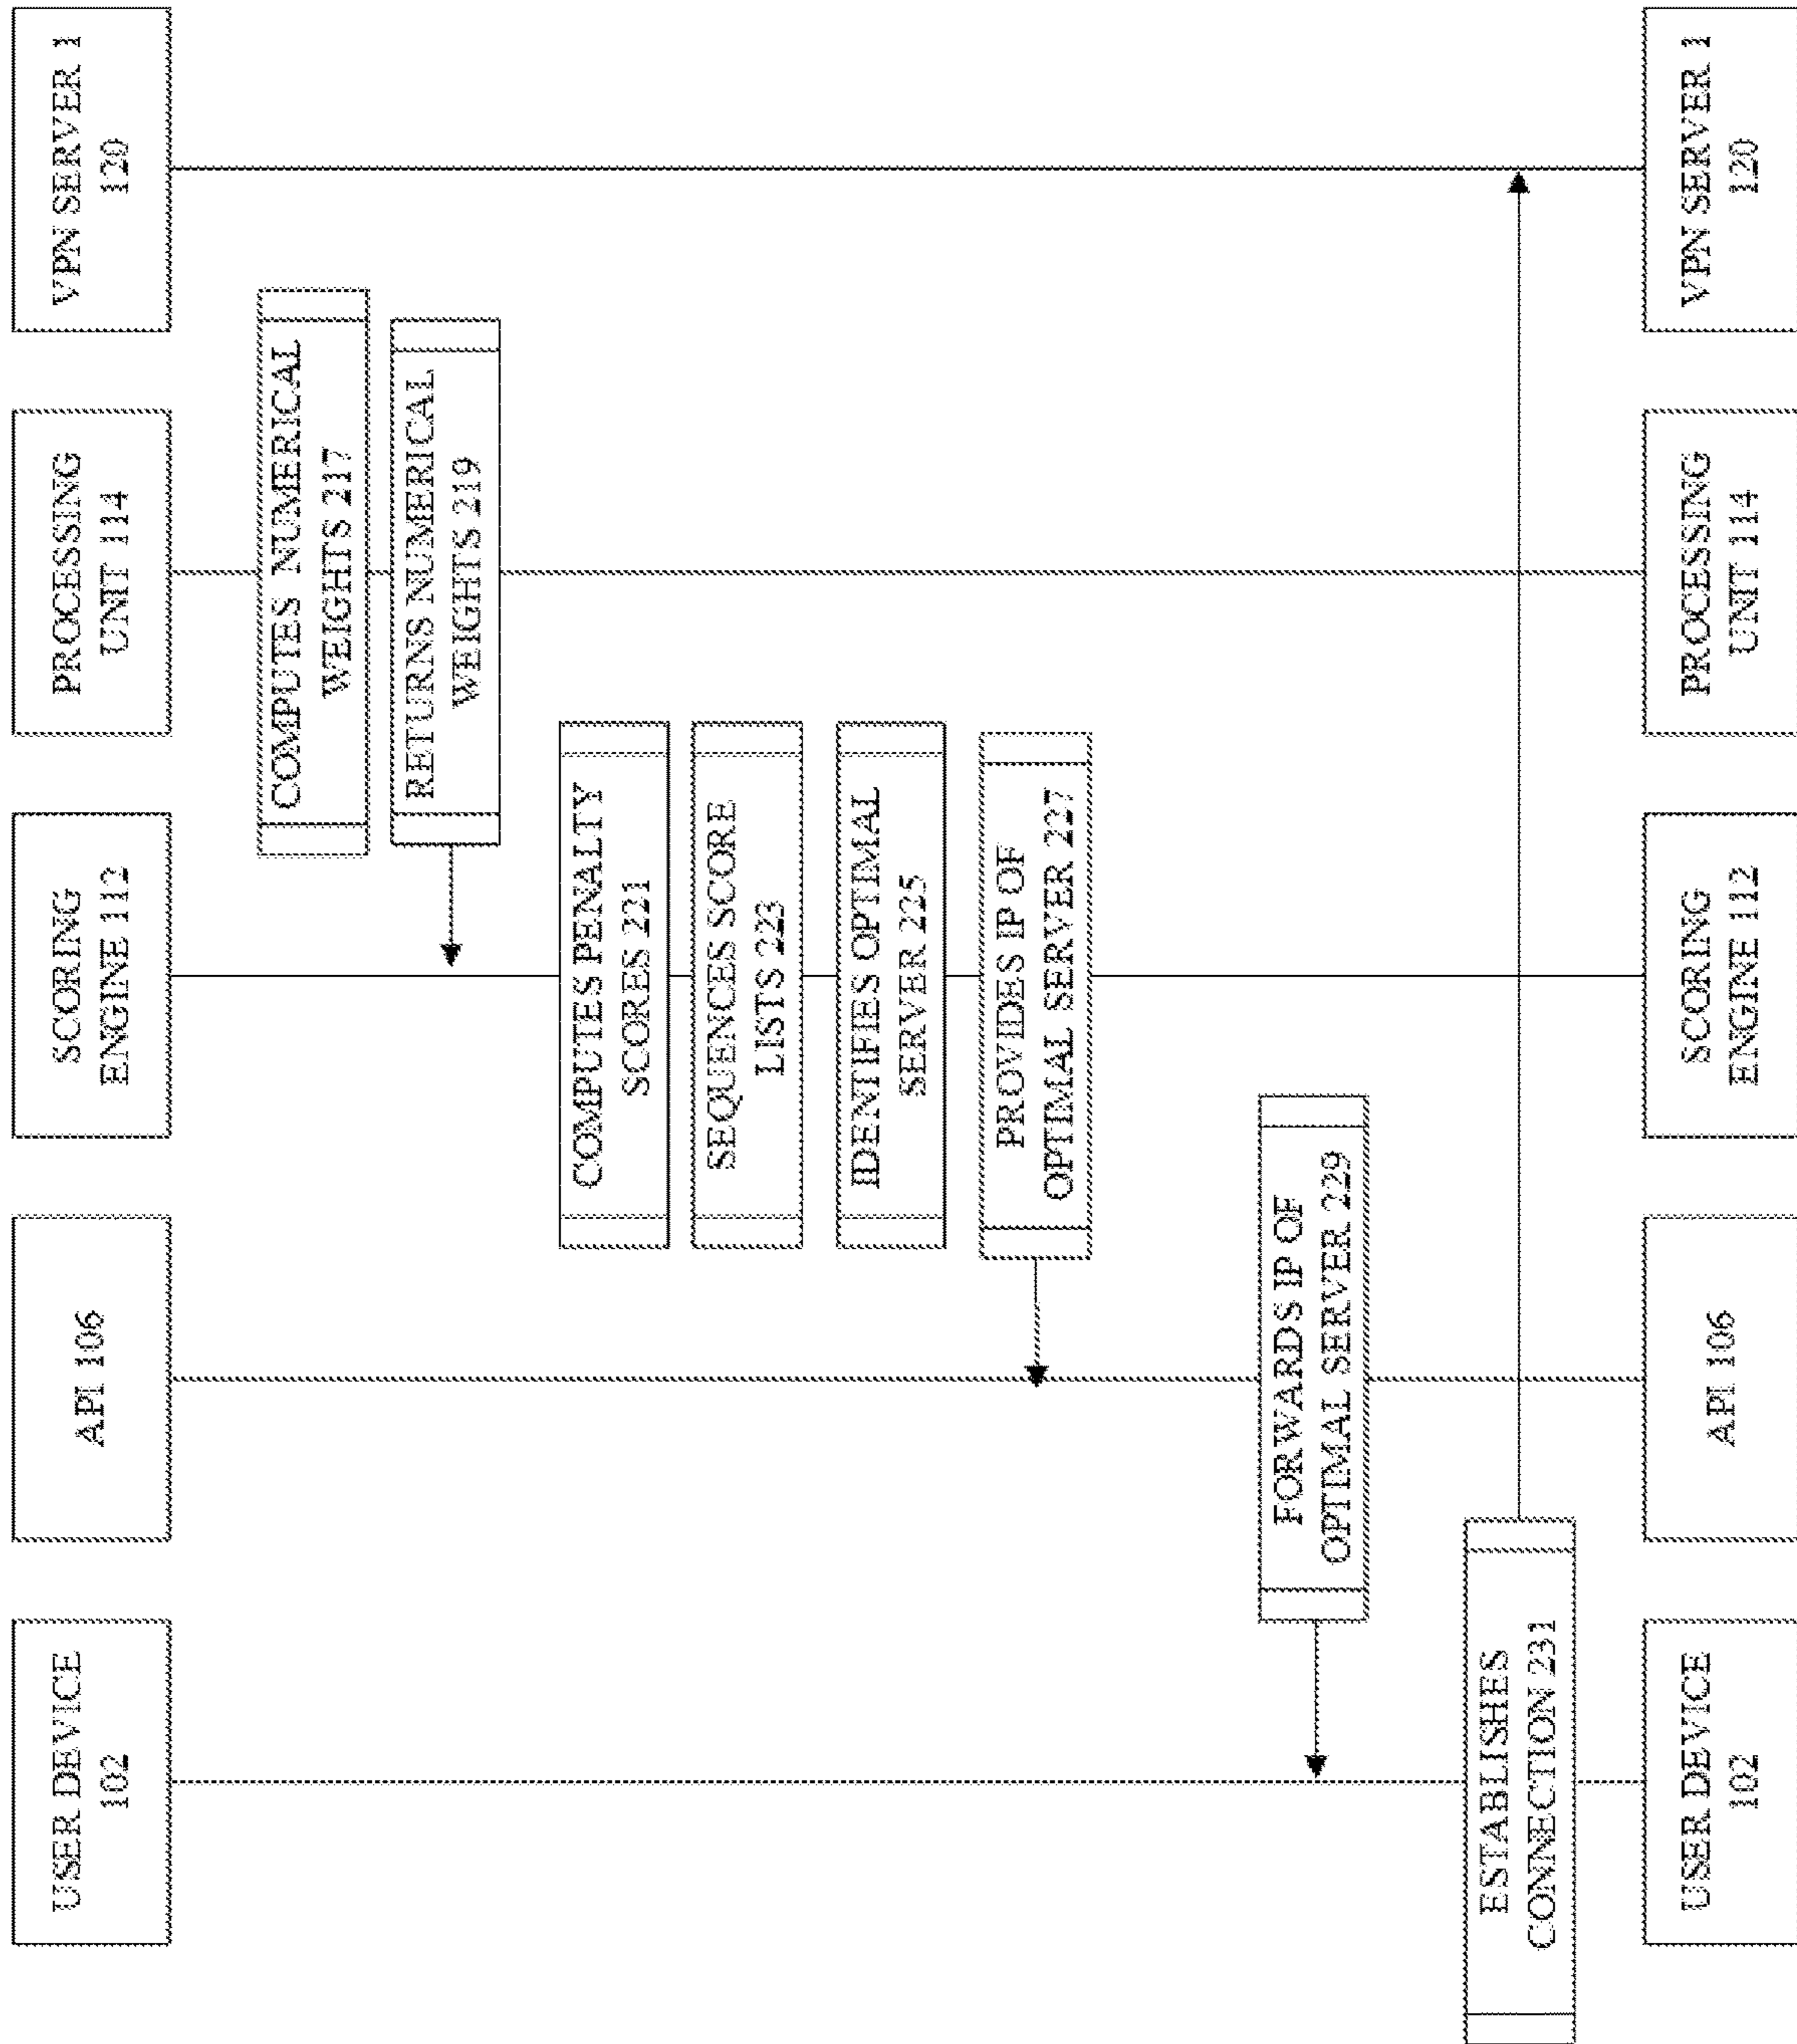 USER DEVICE
102
API 106
SCORING
ENGINE 112
PROCESSING
UNIT 114
VPN SERVER 1
120
COMPUTES NUMERICAL
WEIGHTS 217
RETURNS NUMERICAL
WEIGHTS 219
COMPUTES PENALTY
SCORES 221
SEQUENCES SCORE
LISTS 223
IDENTIFIES OPTIMAL
SERVER 225
PROVIDES IP OF
OPTIMAL SERVER 227
FORWARDS IP OF
OPTIMAL SERVER 229
ESTABLISHES
CONNECTION 231
USER DEVICE
102
API 106
SCORING
ENGINE 112
PROCESSING
UNIT 114
VPN SERVER 1
120